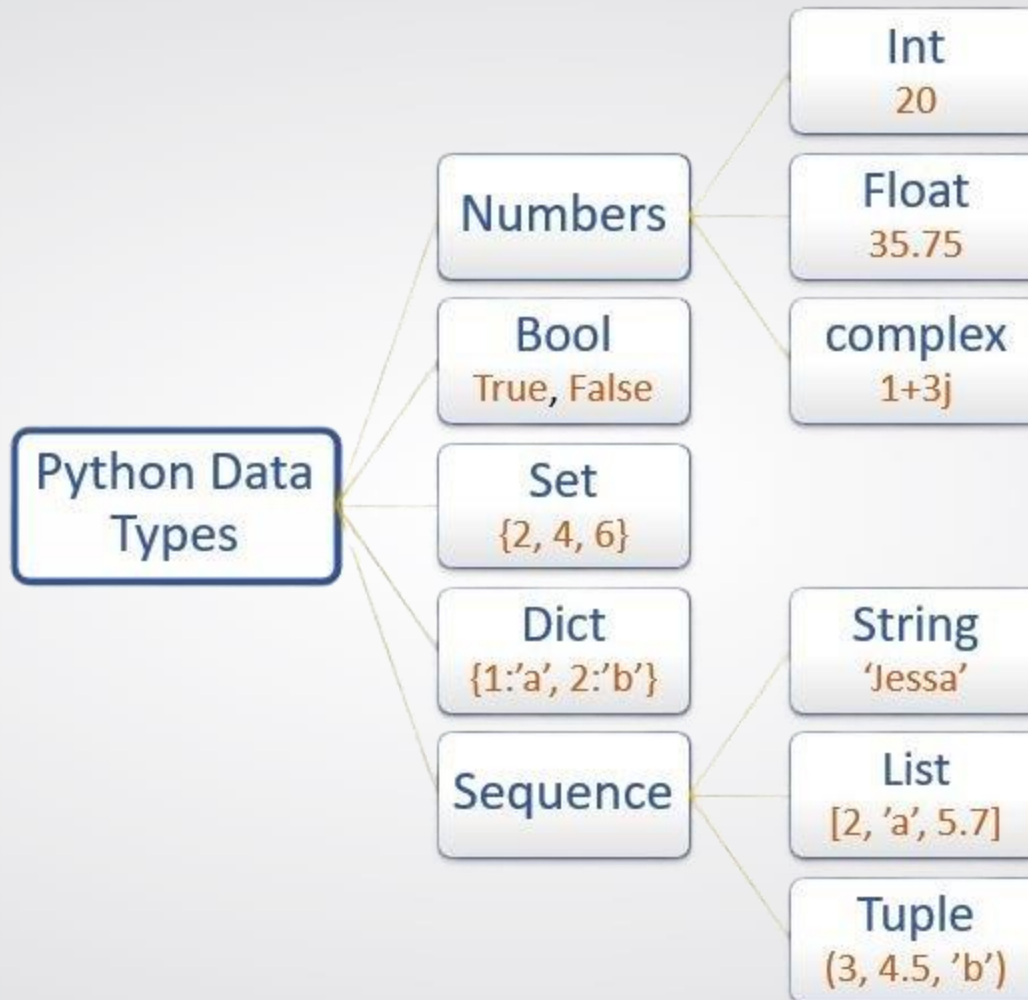 Python Data
Types
Numbers
Int
20
Float
35.75
complex
1+3j
Bool
True, False
Set
{2, 4, 6}
Dict
{1:’a’, 2:’b’}
Sequence
String
‘Jessa’
List
[2, ’a’, 5.7]
Tuple
(3, 4.5, ’b’)